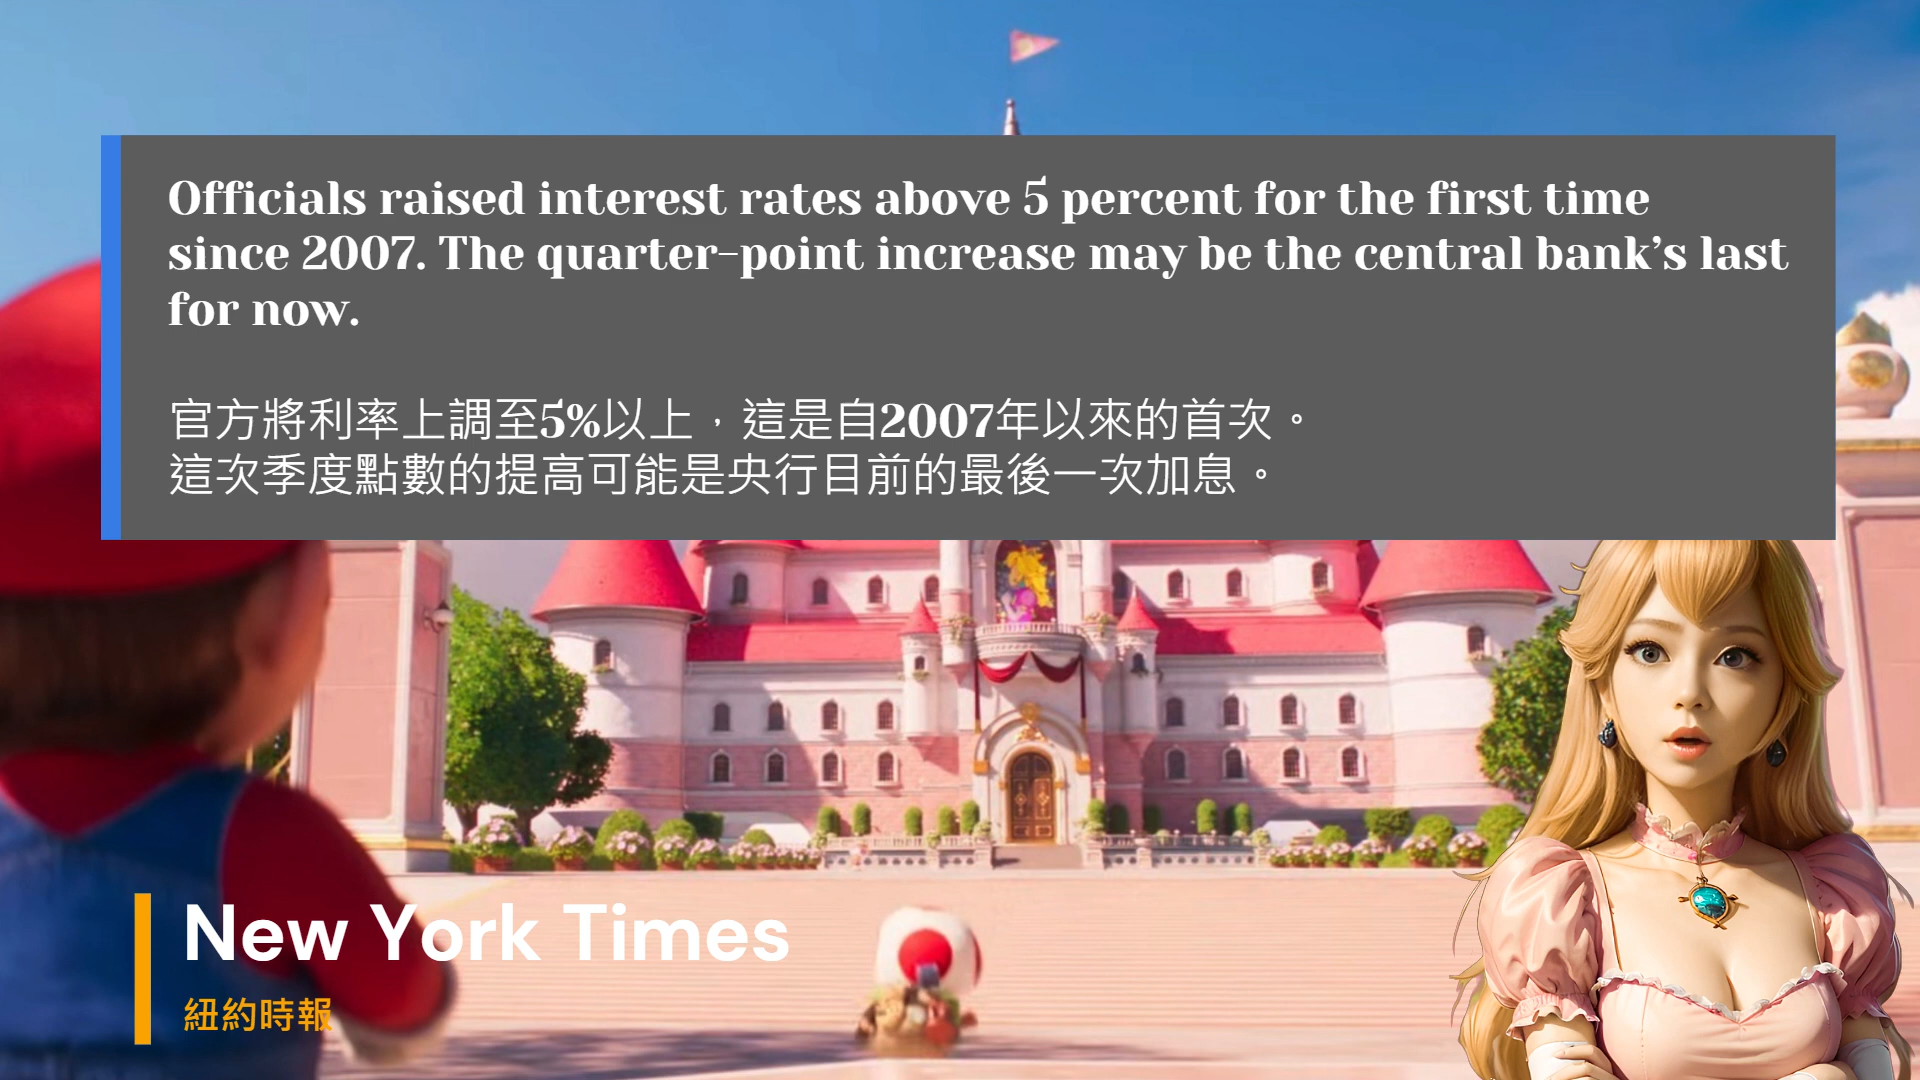 Officials raised interest rates above 5 percent for the first time
since 2007. The quarter-point increase may be the central bank’s last
for now.
官方將利率上調至5%以上，這是自2007年以來的首次。
這次季度點數的提高可能是央行目前的最後一次加息。
New York Times
紐約時報